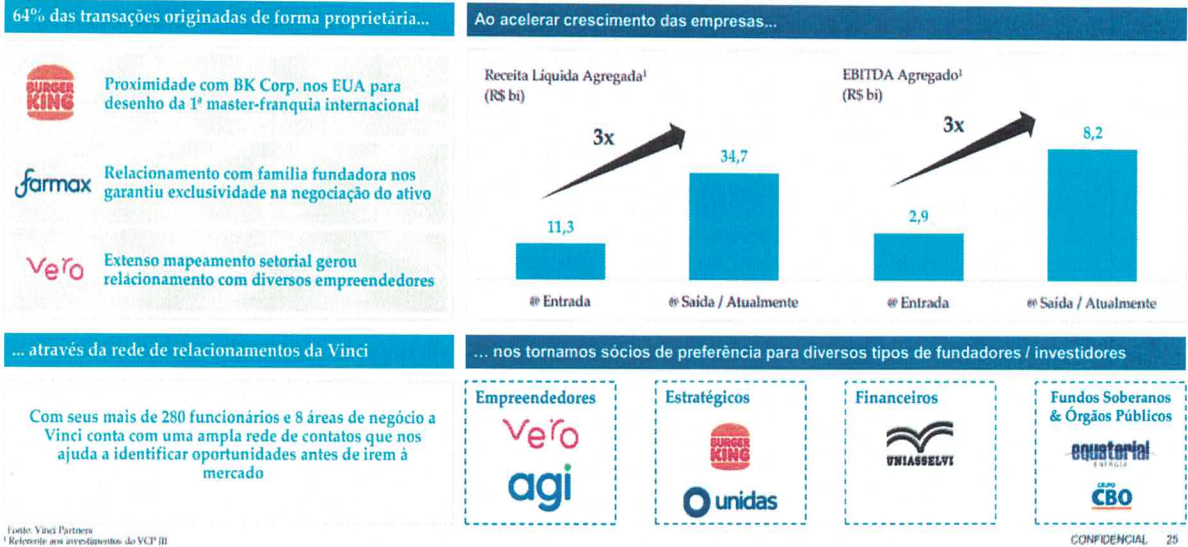 64% das transações originadas de forma proprietária...
BURGER
KING
Proximidade com BK Corp. nos EUA para
desenho da 1ª master-franquia internacional
farmax
Relacionamento com família fundadora nos
garantiu exclusividade na negociação do ativo
vero
Extenso mapeamento setorial gerou
relacionamento com diversos empreendedores
Ao acelerar crescimento das empresas...
Receita Líquida Agregada¹
(R$ bi)
3x
34,7
11,3
@ Entrada
@ Saída / Atualmente
EBITDA Agregado¹
(R$ bi)
3x
8,2
2,9
@ Entrada
@ Saída / Atualmente
... através da rede de relacionamentos da Vinci
Com seus mais de 280 funcionários e 8 áreas de negócio a
Vinci conta com uma ampla rede de contatos que nos
ajuda a identificar oportunidades antes de irem à
mercado
... nos tornamos sócios de preferência para diversos tipos de fundadores / investidores
Empreendedores
vero
agi
Estratégicos
BURGER
KING
unidas
Financeiros
UNIASSELVI
Fundos Soberanos
& Órgãos Públicos
equatorial
ENERGIA
GRUPO
CBO
Fonte: Vinci Partners
¹ Referente aos investimentos do VCP III
CONFIDENCIAL 25